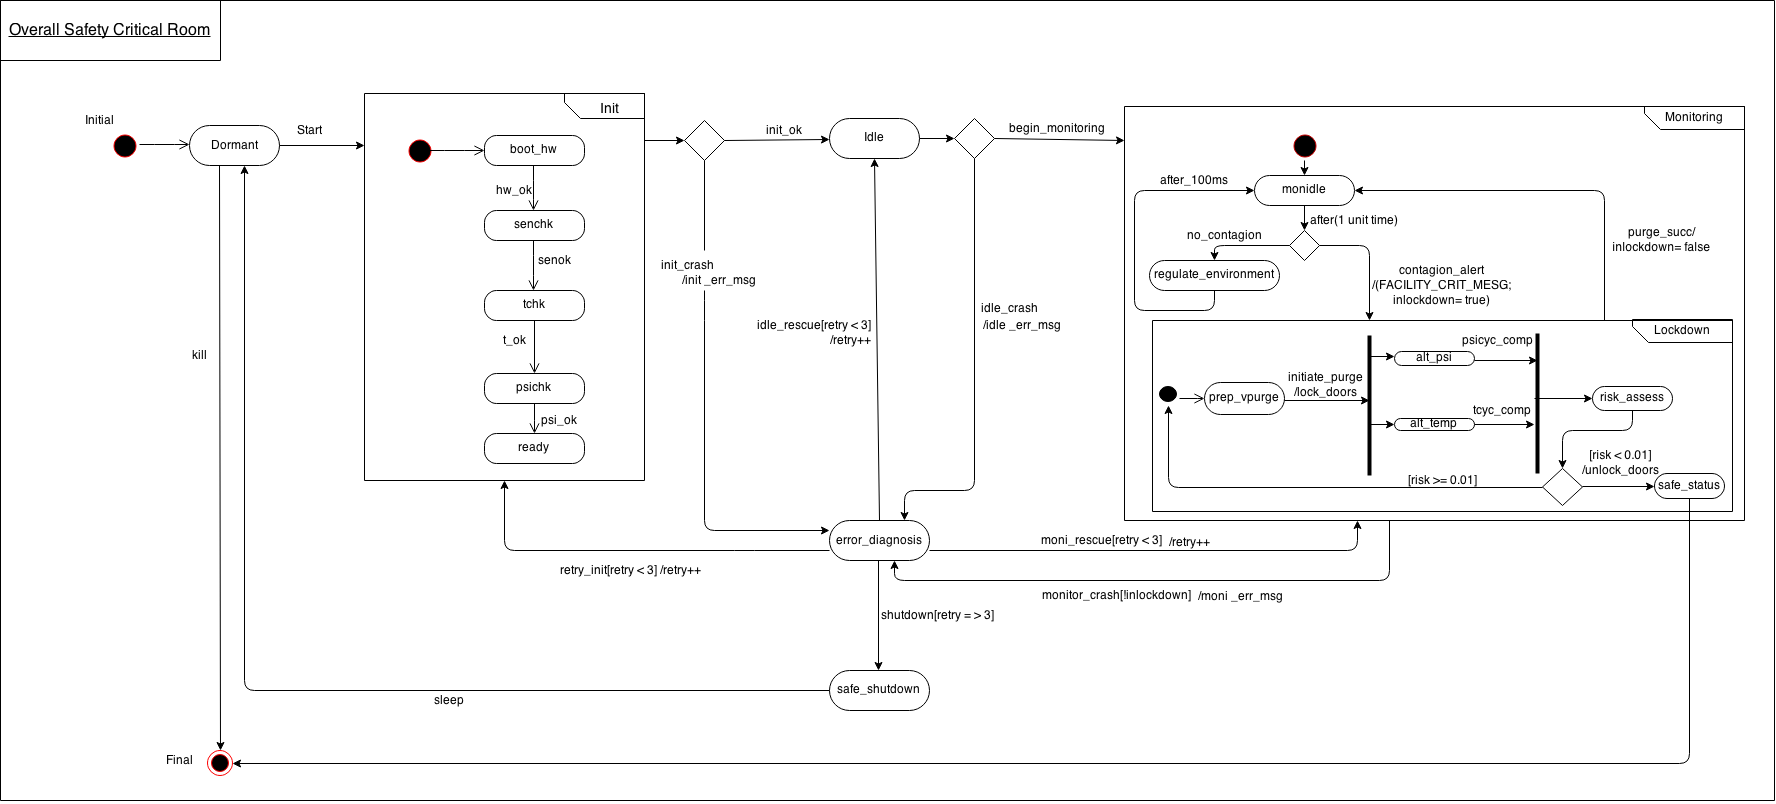 Overall Safety Critical Room
Initial
Dormant
Start
kill
Final
sleep
Init
boot_hw
hw_ok
senchk
senok
tchk
t_ok
psichk
psi_ok
ready
init_ok
init_crash
/init _err_msg
Idle
begin_monitoring
idle_crash
/idle _err_msg
idle_rescue[retry < 3]
/retry++
error_diagnosis
retry_init[retry < 3] /retry++
moni_rescue[retry < 3] /retry++
monitor_crash[!inlockdown] /moni _err_msg
shutdown[retry = > 3]
safe_shutdown
Monitoring
monidle
after_100ms
after(1 unit time)
no_contagion
regulate_environment
contagion_alert
/(FACILITY_CRIT_MESG;
inlockdown= true)
purge_succ/
inlockdown= false
Lockdown
prep_vpurge
initiate_purge
/lock_doors
alt_psi
psicyc_comp
alt_temp
tcyc_comp
risk_assess
[risk < 0.01]
/unlock_doors
[risk >= 0.01]
safe_status